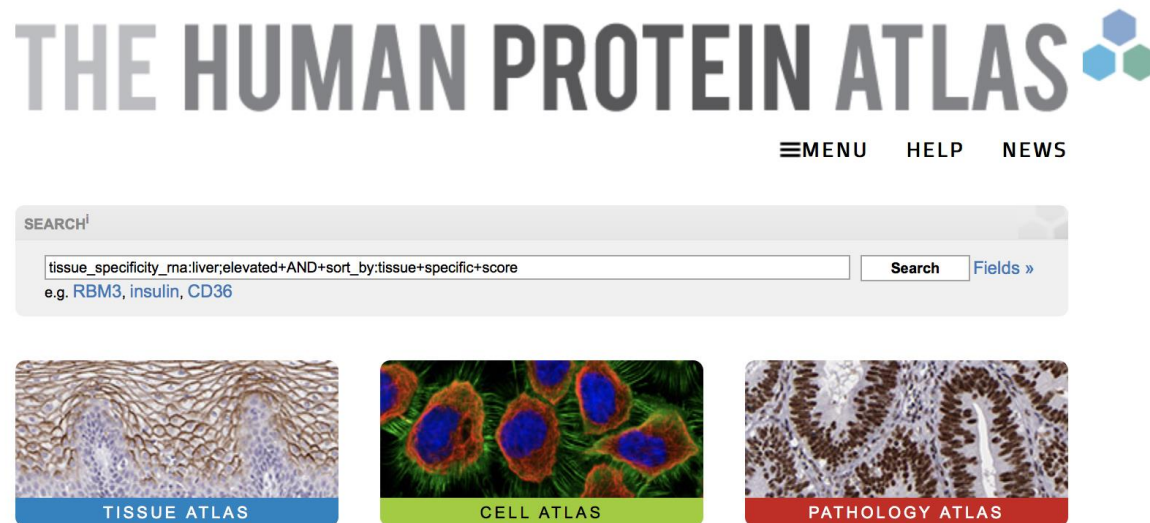 THE HUMAN PROTEIN ATLAS
☰MENU HELP NEWS
SEARCHⁱ
tissue_specificity_rna:liver;elevated+AND+sort_by:tissue+specific+score
Search
Fields »
e.g. RBM3, insulin, CD36
TISSUE ATLAS
CELL ATLAS
PATHOLOGY ATLAS